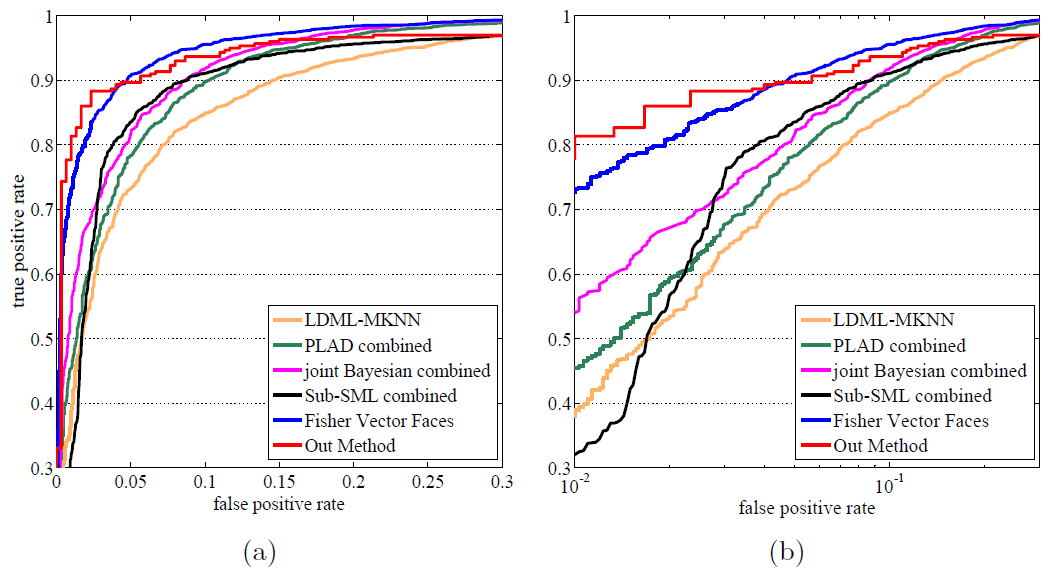 1
0.9
0.8
0.7
0.6
0.5
0.4
0.3
true positive rate
0 0.05 0.1 0.15 0.2 0.25 0.3
false positive rate
LDML-MKNN
PLAD combined
joint Bayesian combined
Sub-SML combined
Fisher Vector Faces
Out Method
(a)
1
0.9
0.8
0.7
0.6
0.5
0.4
0.3
10-2 10-1
false positive rate
LDML-MKNN
PLAD combined
joint Bayesian combined
Sub-SML combined
Fisher Vector Faces
Out Method
(b)